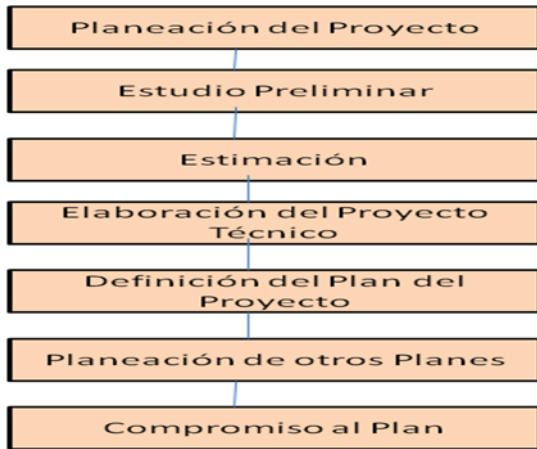 Planeación del Proyecto
Estudio Preliminar
Estimación
Elaboración del Proyecto
Técnico
Definición del Plan del
Proyecto
Planeación de otros Planes
Compromiso al Plan